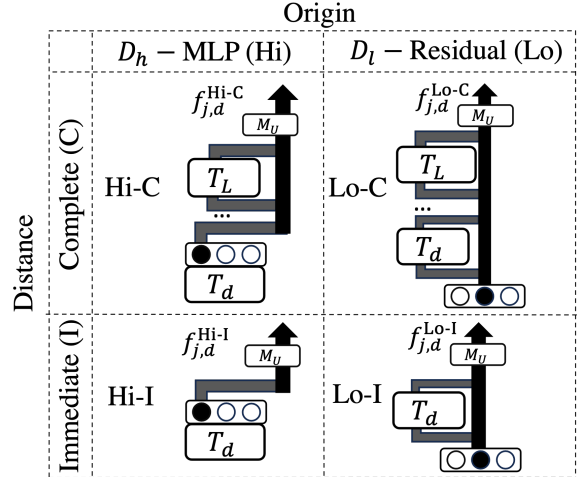 Origin
D_h − MLP (Hi)
D_l − Residual (Lo)
Distance
Complete (C)
Hi-C
f_{j,d}^{Hi-C}
M_U
T_L
...
T_d
Lo-C
f_{j,d}^{Lo-C}
M_U
T_L
...
T_d
Immediate (I)
Hi-I
f_{j,d}^{Hi-I}
M_U
T_d
Lo-I
f_{j,d}^{Lo-I}
M_U
T_d